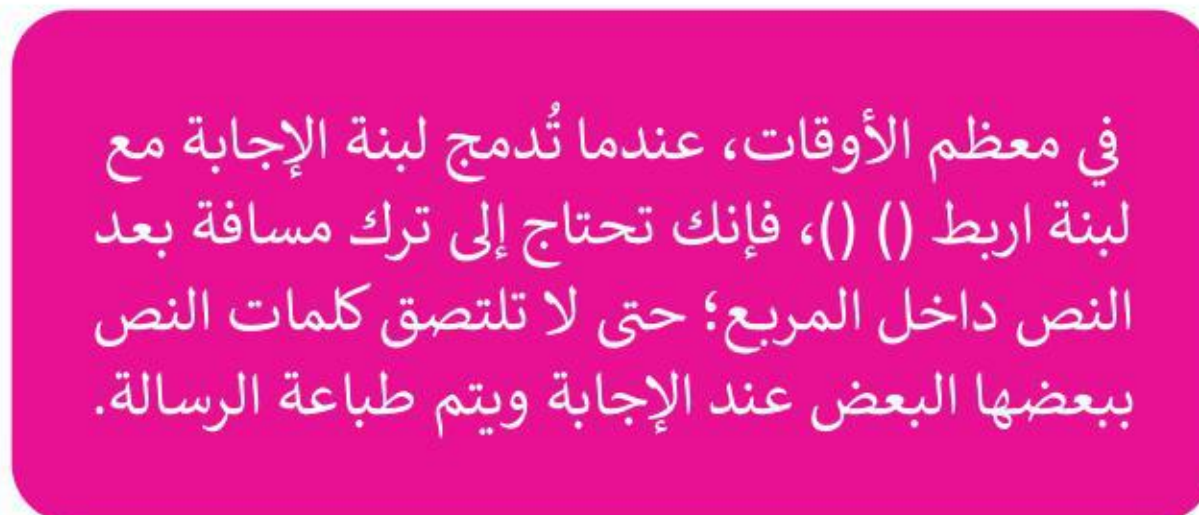 في معظم الأوقات، عندما تُدمج لبنة الإجابة مع
لبنة اربط () ()، فإنك تحتاج إلى ترك مسافة بعد
النص داخل المربع؛ حتى لا تلتصق كلمات النص
ببعضها البعض عند الإجابة ويتم طباعة الرسالة.